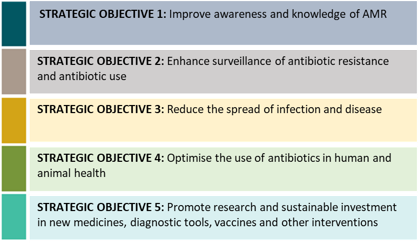 STRATEGIC OBJECTIVE 1: Improve awareness and knowledge of AMR
STRATEGIC OBJECTIVE 2: Enhance surveillance of antibiotic resistance
and antibiotic use
STRATEGIC OBJECTIVE 3: Reduce the spread of infection and disease
STRATEGIC OBJECTIVE 4: Optimise the use of antibiotics in human and
animal health
STRATEGIC OBJECTIVE 5: Promote research and sustainable investment
in new medicines, diagnostic tools, vaccines and other interventions